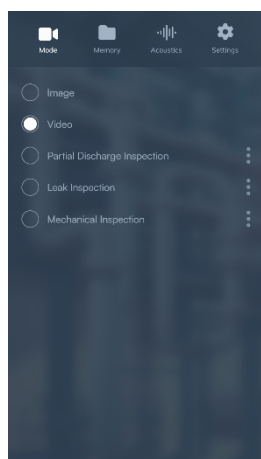 Mode Memory Acoustics Settings
Image
Video
Partial Discharge Inspection
Leak Inspection
Mechanical Inspection